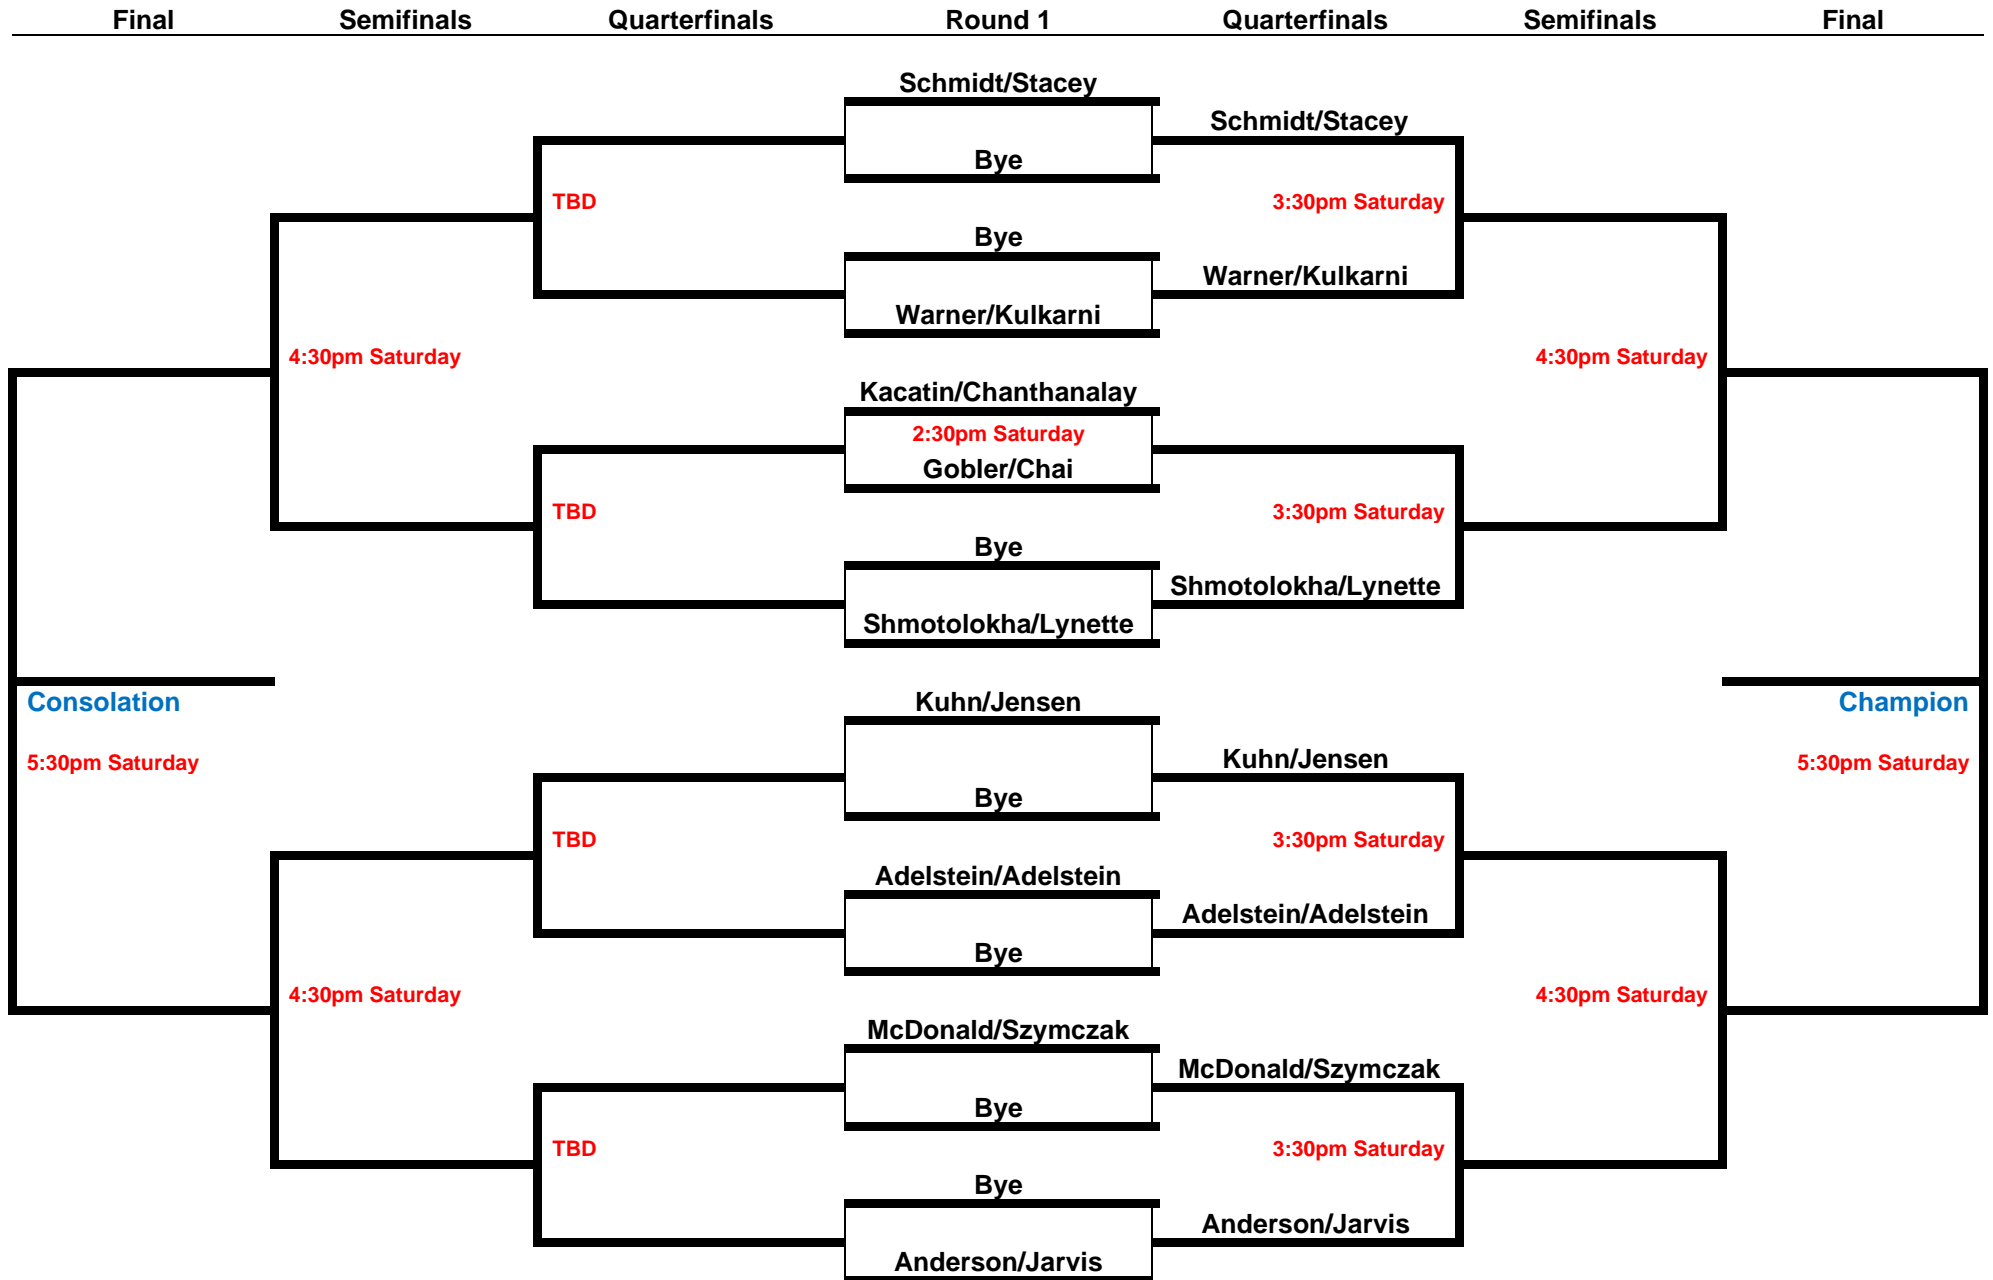 Final Semifinals Quarterfinals Round 1 Quarterfinals Semifinals Final
Schmidt/Stacey
Schmidt/Stacey
Bye
TBD 3:30pm Saturday
Bye
Warner/Kulkarni
Warner/Kulkarni
4:30pm Saturday 4:30pm Saturday
Kacatin/Chanthanalay
2:30pm Saturday
Gobler/Chai
TBD 3:30pm Saturday
Bye
Shmotolokha/Lynette
Shmotolokha/Lynette
Consolation Kuhn/Jensen Champion
5:30pm Saturday Kuhn/Jensen 5:30pm Saturday
Bye
TBD 3:30pm Saturday
Adelstein/Adelstein
Adelstein/Adelstein
Bye
4:30pm Saturday 4:30pm Saturday
McDonald/Szymczak
McDonald/Szymczak
Bye
TBD 3:30pm Saturday
Bye
Anderson/Jarvis
Anderson/Jarvis